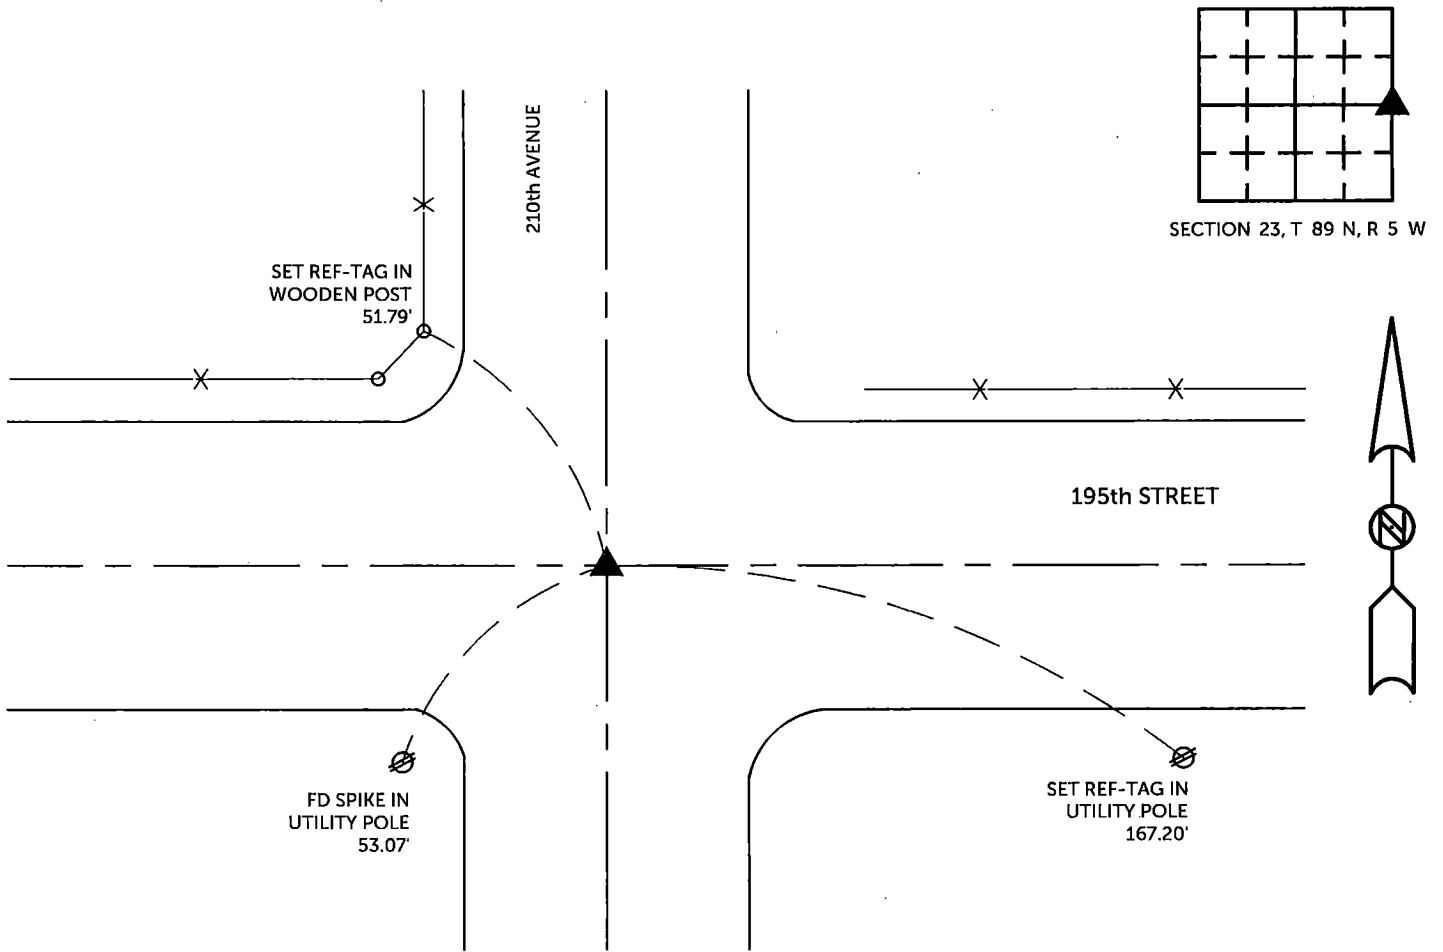 210th AVENUE
SECTION 23, T 89 N, R 5 W
SET REF-TAG IN
WOODEN POST
51.79'
195th STREET
N
FD SPIKE IN
UTILITY POLE
53.07'
SET REF-TAG IN
UTILITY POLE
167.20'